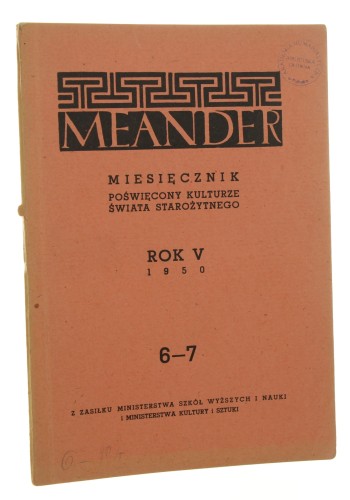 MEANDER
MIESIĘCZNIK
POŚWIĘCONY KULTURZE
ŚWIATA STAROŻYTNEGO
ROK V
1950
6—7
Z ZASIŁKU MINISTERSTWA SZKÓŁ WYŻSZYCH I NAUKI
I MINISTERSTWA KULTURY I SZTUKI